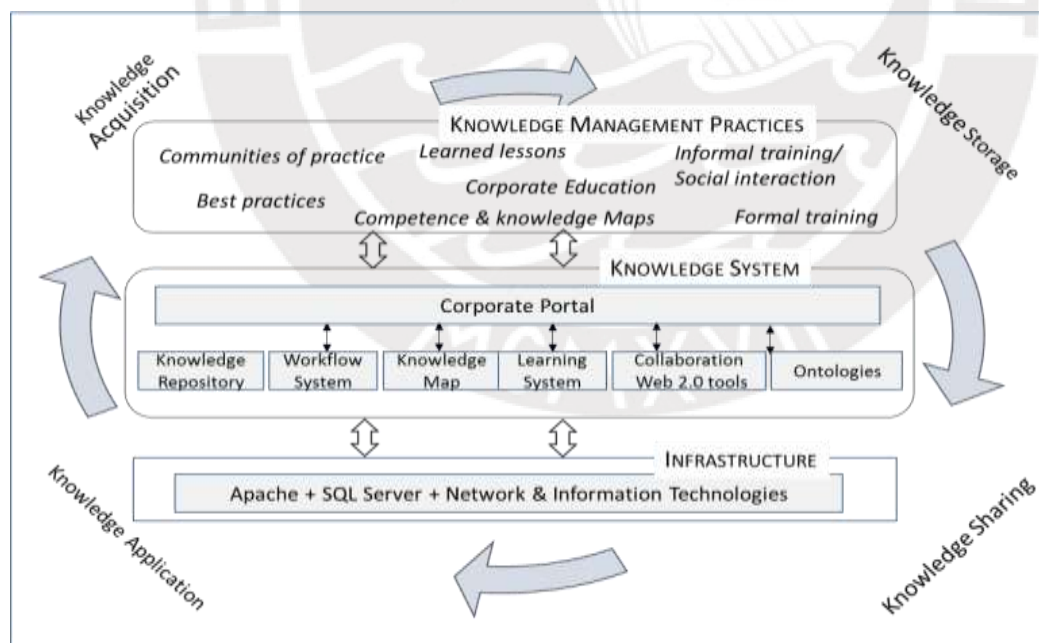 Knowledge
Acquisition
Knowledge Storage
KNOWLEDGE MANAGEMENT PRACTICES
Communities of practice
Learned lessons
Informal training/
Social interaction
Best practices
Corporate Education
Competence & knowledge Maps
Formal training
KNOWLEDGE SYSTEM
Corporate Portal
Knowledge
Repository
Workflow
System
Knowledge
Map
Learning
System
Collaboration
Web 2.0 tools
Ontologies
INFRASTRUCTURE
Apache + SQL Server + Network & Information Technologies
Knowledge Application
Knowledge Sharing